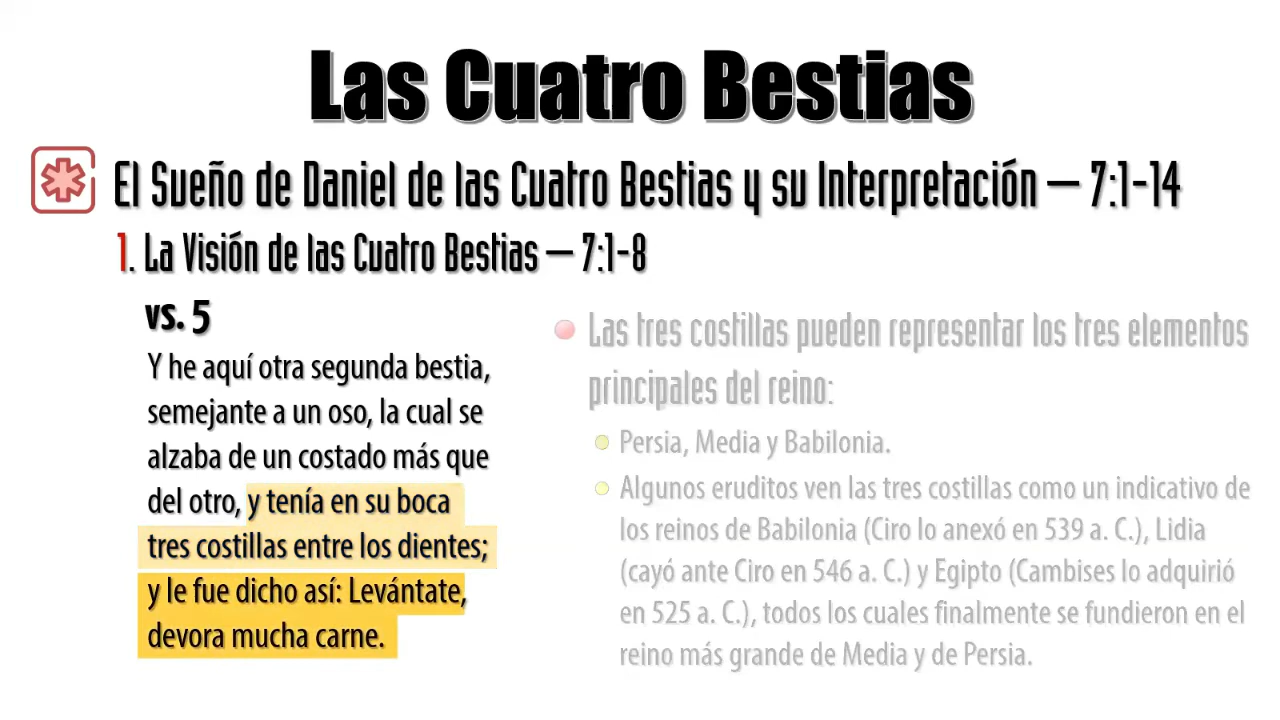 Las Cuatro Bestias
El Sueño de Daniel de las Cuatro Bestias y su Interpretación — 7:1-14
1. La Visión de las Cuatro Bestias — 7:1-8
vs. 5
Y he aquí otra segunda bestia,
semejante a un oso, la cual se
alzaba de un costado más que
del otro, y tenía en su boca
tres costillas entre los dientes;
y le fue dicho así: Levántate,
devora mucha carne.
Las tres costillas pueden representar los tres elementos
principales del reino:
Persia, Media y Babilonia.
Algunos eruditos ven las tres costillas como un indicativo de
los reinos de Babilonia (Ciro lo anexó en 539 a. C.), Lidia
(cayó ante Ciro en 546 a. C.) y Egipto (Cambises lo adquirió
en 525 a. C.), todos los cuales finalmente se fundieron en el
reino más grande de Media y de Persia.